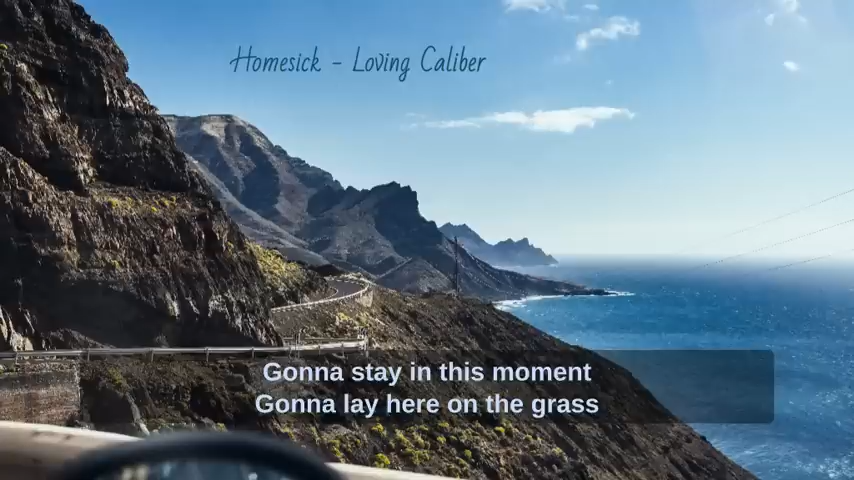 Homesick - Loving Caliber
Gonna stay in this moment
Gonna lay here on the grass